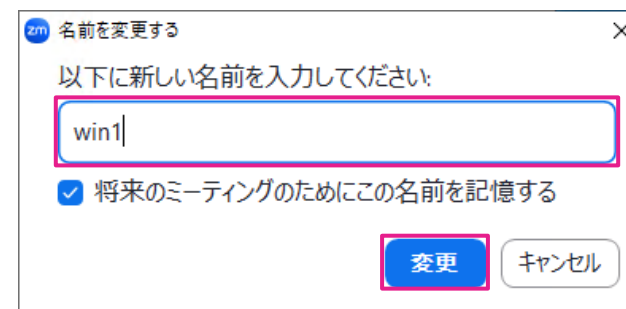 zm 名前を変更する
以下に新しい名前を入力してください:
win1
将来のミーティングのためにこの名前を記憶する
変更 キャンセル